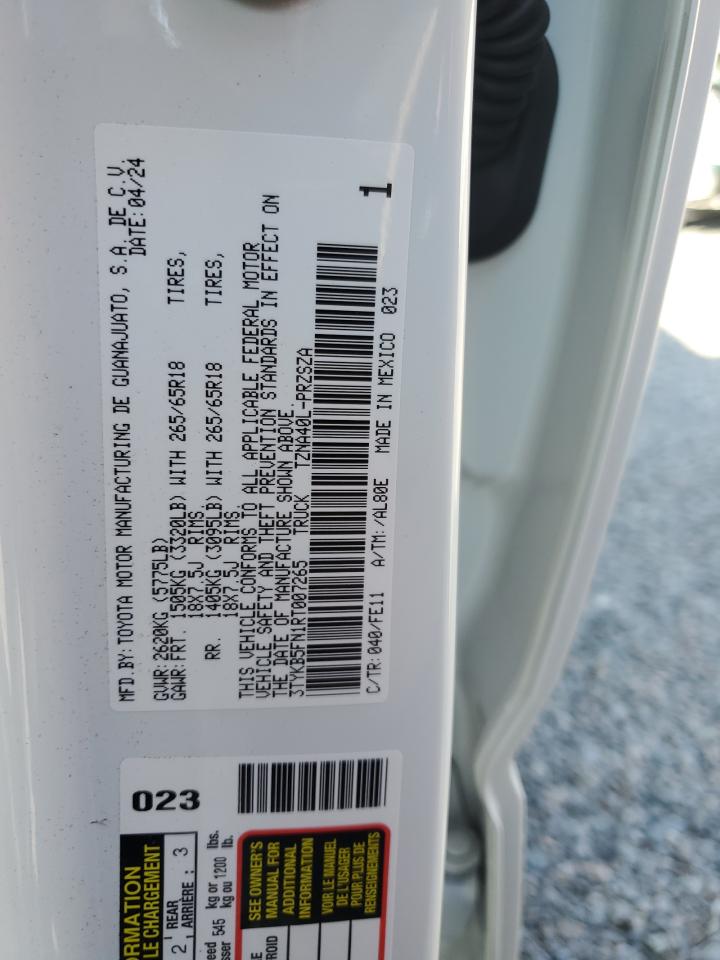 MFD.BY: TOYOTA MOTOR MANUFACTURING DE GUANAJUATO, S.A. DE C.V.
DATE: 04/24
GVWR: 2620KG (5775LB)
GAWR: FRT. 1505KG (3320LB) WITH 265/65R18 TIRES,
18X7.5J RIMS
RR. 1405KG (3095LB) WITH 265/65R18 TIRES,
18X7.5J RIMS
THIS VEHICLE CONFORMS TO ALL APPLICABLE FEDERAL MOTOR
VEHICLE SAFETY AND THEFT PREVENTION STANDARDS IN EFFECT ON
THE DATE OF MANUFACTURE SHOWN ABOVE.
3TYKB5FN1RT007265 TRUCK TZNA40L-PRZSZA
1
C/TR: 040/FE11 A/TM: /AL80E MADE IN MEXICO 023
023
ORMATION
LE CHARGEMENT
2 REAR
ARRIÈRE : 3
eed 545 kg or 1200 lbs.
sser kg ou lb.
SEE OWNER'S
MANUAL FOR
ADDITIONAL
INFORMATION
VOIR LE MANUEL
DE L'USAGER
POUR PLUS DE
RENSEIGNEMENTS